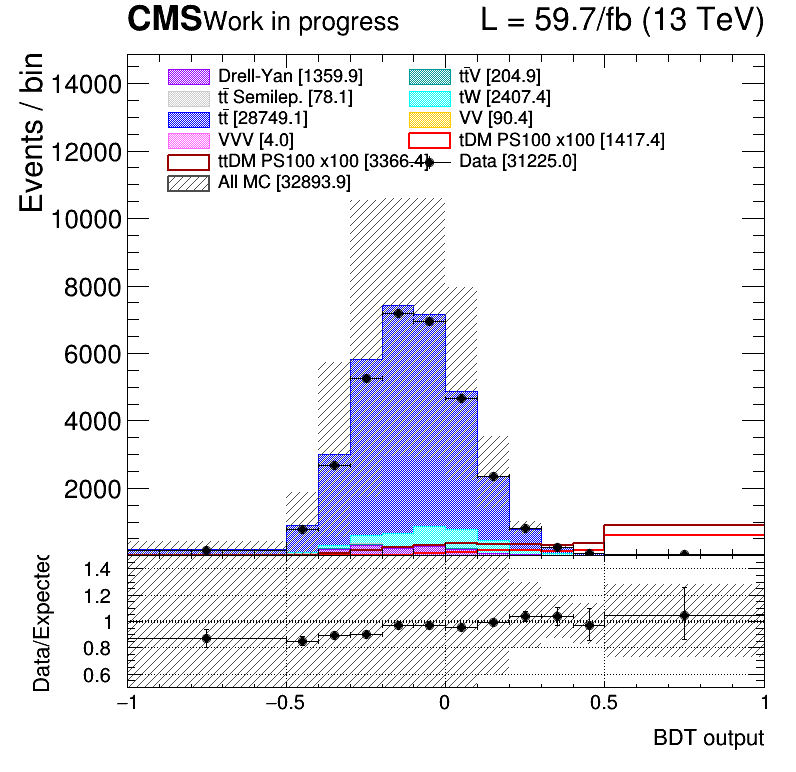 CMS Work in progress L = 59.7/fb (13 TeV)
Events / bin
14000
12000
10000
8000
6000
4000
2000
Drell-Yan [1359.9] tt̄V [204.9]
tt̄ Semilep. [78.1] tW [2407.4]
tt̄ [28749.1] VV [90.4]
VVV [4.0] tDM PS100 x100 [1417.4]
ttDM PS100 x100 [3366.4] Data [31225.0]
All MC [32893.9]
Data/Expected
1.4
1.2
1
0.8
0.6
−1 −0.5 0 0.5 1
BDT output